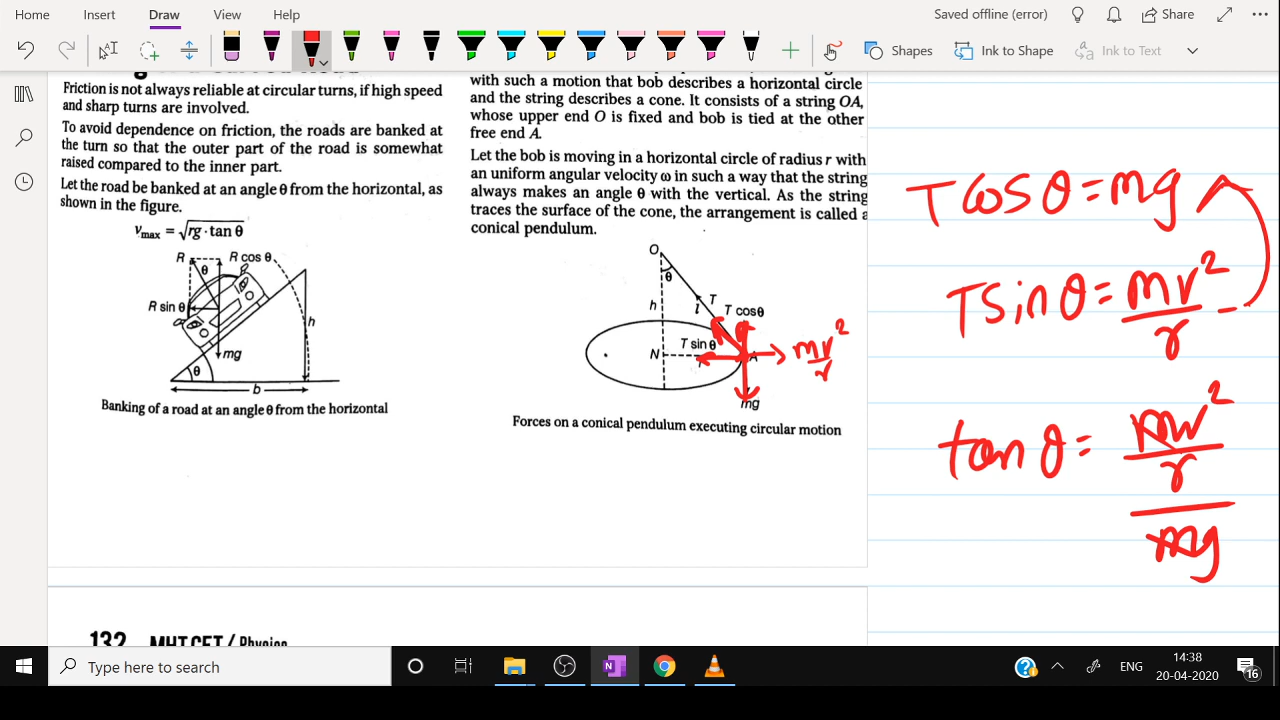 Home Insert Draw View Help
Saved offline (error)
Share
Shapes
Ink to Shape
Ink to Text
Friction is not always reliable at circular turns, if high speed
and sharp turns are involved.
To avoid dependence on friction, the roads are banked at
the turn so that the outer part of the road is somewhat
raised compared to the inner part.
Let the road be banked at an angle θ from the horizontal, as
shown in the figure.
v_max = √rg · tan θ
R
θ
R cos θ
R sin θ
h
mg
θ
b
Banking of a road at an angle θ from the horizontal
with such a motion that bob describes a horizontal circle
and the string describes a cone. It consists of a string OA,
whose upper end O is fixed and bob is tied at the other
free end A.
Let the bob is moving in a horizontal circle of radius r with
an uniform angular velocity ω in such a way that the string
always makes an angle θ with the vertical. As the string
traces the surface of the cone, the arrangement is called a
conical pendulum.
O
θ
T
h
l
T cosθ
T sinθ
N
A
mv²
r
mg
Forces on a conical pendulum executing circular motion
T cos θ = mg
T sin θ = mv²
r
tan θ = mv²
r
mg
132 MHT CET / Physics
Type here to search
ENG
14:38
20-04-2020
16